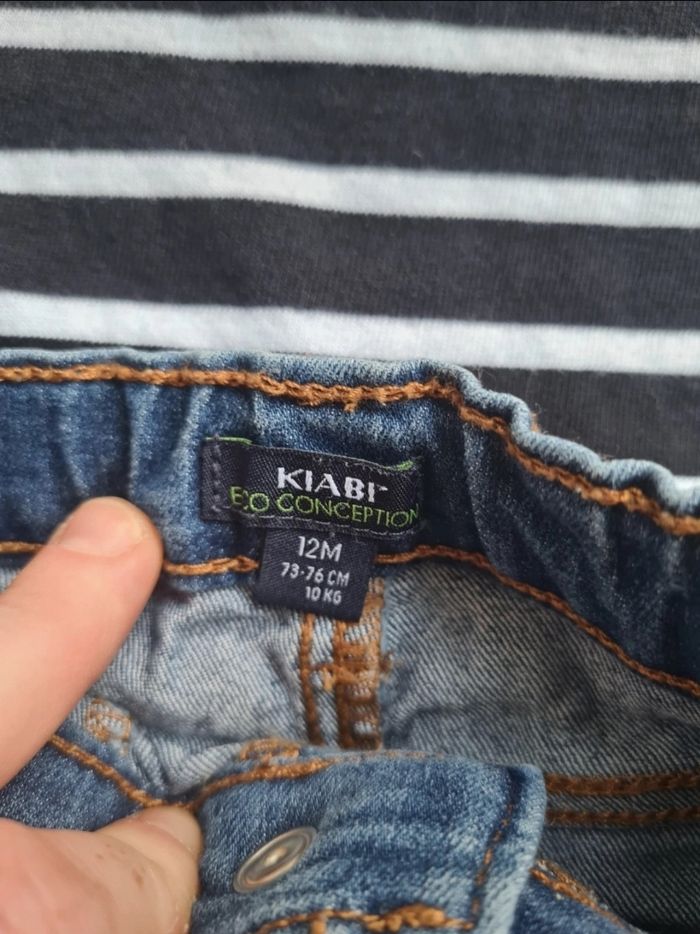 KIABI
ECO CONCEPTION
12M
73-76 CM
10 KG